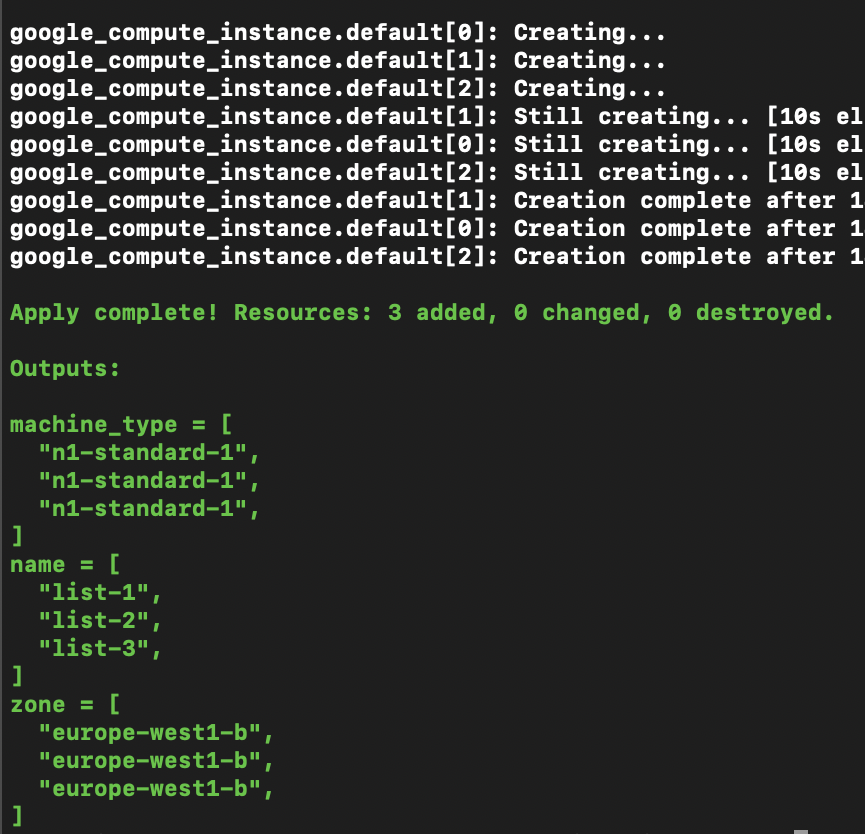 google_compute_instance.default[0]: Creating...
google_compute_instance.default[1]: Creating...
google_compute_instance.default[2]: Creating...
google_compute_instance.default[1]: Still creating... [10s el
google_compute_instance.default[0]: Still creating... [10s el
google_compute_instance.default[2]: Still creating... [10s el
google_compute_instance.default[1]: Creation complete after 1
google_compute_instance.default[0]: Creation complete after 1
google_compute_instance.default[2]: Creation complete after 1
Apply complete! Resources: 3 added, 0 changed, 0 destroyed.
Outputs:
machine_type = [
  "n1-standard-1",
  "n1-standard-1",
  "n1-standard-1",
]
name = [
  "list-1",
  "list-2",
  "list-3",
]
zone = [
  "europe-west1-b",
  "europe-west1-b",
  "europe-west1-b",
]